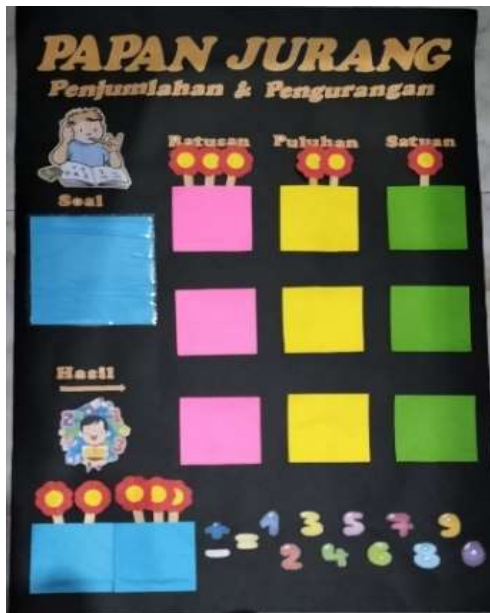 PAPAN JURANG
Penjumlahan & Pengurangan
Ratusan Puluhan Satuan
Soal
Hasil
+ 1 3 5 7 9
- = 2 4 6 8 0